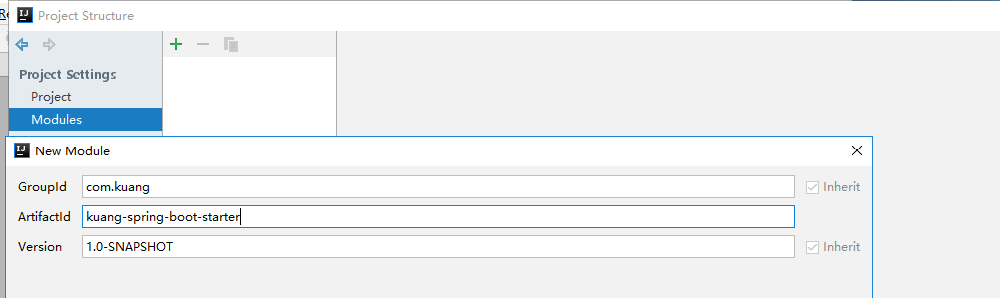 Project Structure
Project Settings
Project
Modules
New Module
GroupId com.kuang Inherit
ArtifactId kuang-spring-boot-starter
Version 1.0-SNAPSHOT Inherit